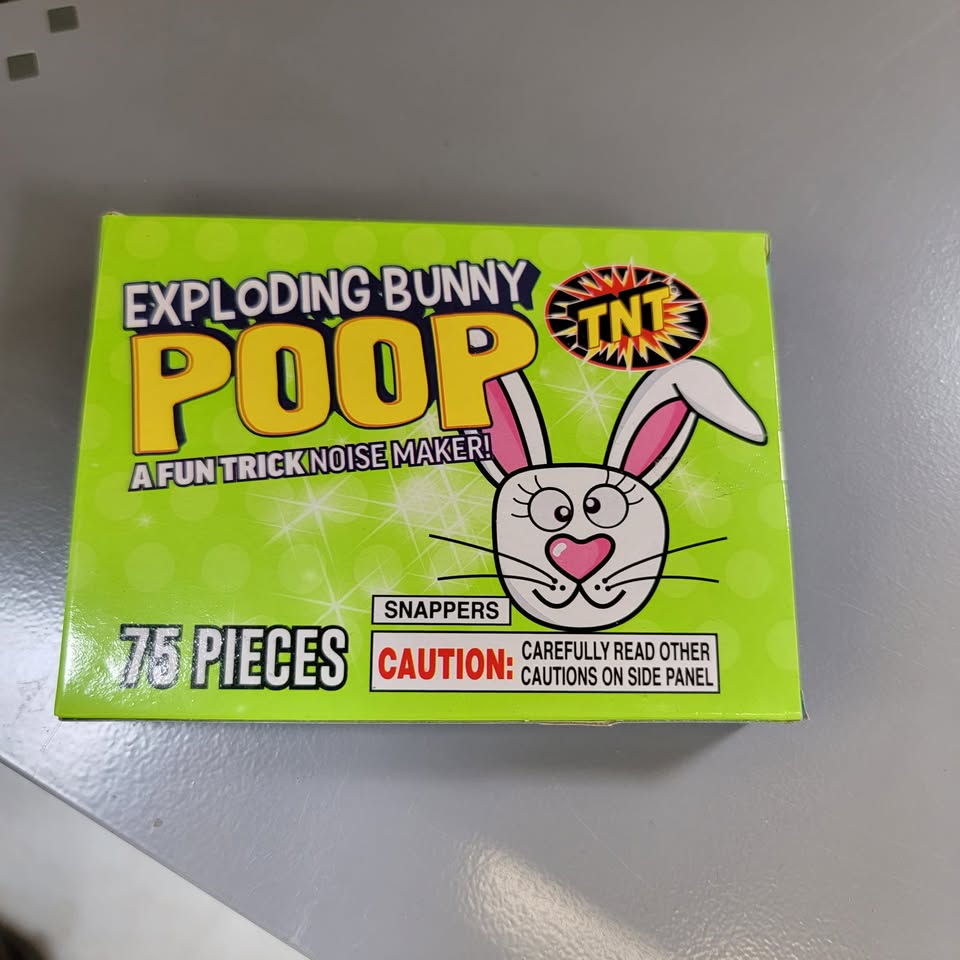 EXPLODING BUNNY
POOP
TNT
A FUN TRICK NOISE MAKER!
SNAPPERS
75 PIECES
CAUTION: CAREFULLY READ OTHER
CAUTIONS ON SIDE PANEL